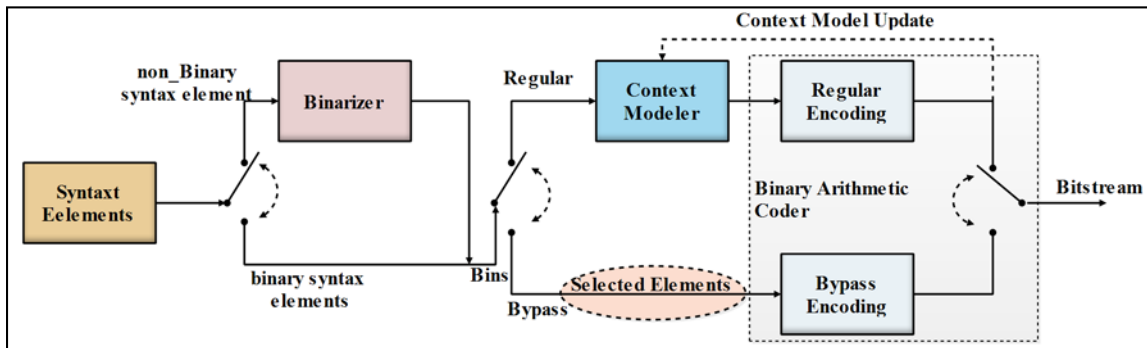 Context Model Update
non_Binary
syntax element
Binarizer
Regular
Context
Modeler
Regular
Encoding
Syntaxt
Eelements
Binary Arithmetic
Coder
Bitstream
binary syntax
elements
Bins
Bypass
Selected Elements
Bypass
Encoding